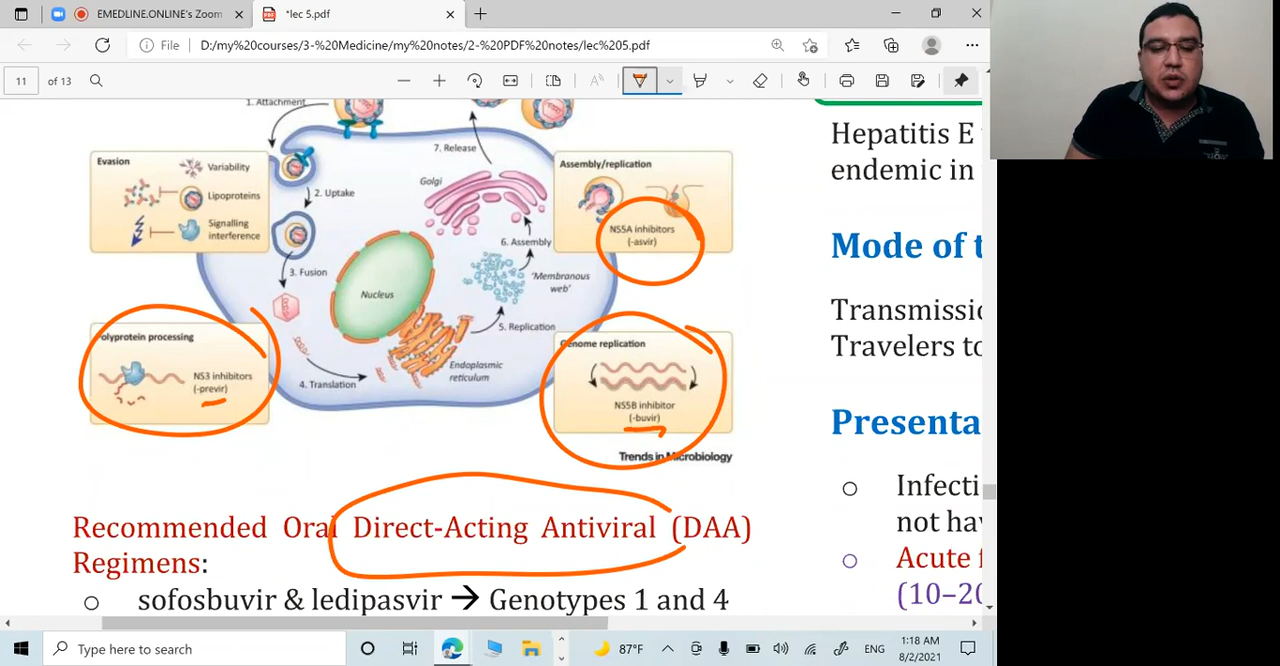 EMEDLINE.ONLINE's Zoom
*lec 5.pdf
File
D:/my%20courses/3-%20Medicine/my%20notes/2-%20PDF%20notes/lec%205.pdf
11
of 13
1. Attachment
Evasion
Variability
Lipoproteins
Signalling
interference
2. Uptake
3. Fusion
Nucleus
Golgi
7. Release
6. Assembly
'Membranous
web'
5. Replication
Endoplasmic
reticulum
4. Translation
Assembly/replication
NS5A inhibitors
(-asvir)
olyprotein processing
NS3 inhibitors
(-previr)
Genome replication
NS5B inhibitor
(-buvir)
Trends in Microbiology
Recommended Oral Direct-Acting Antiviral (DAA)
Regimens:
sofosbuvir & ledipasvir → Genotypes 1 and 4
Hepatitis E
endemic in
Mode of t
Transmissio
Travelers to
Presenta
Infecti
not hav
Acute f
(10–20
Type here to search
87°F
ENG
1:18 AM
8/2/2021